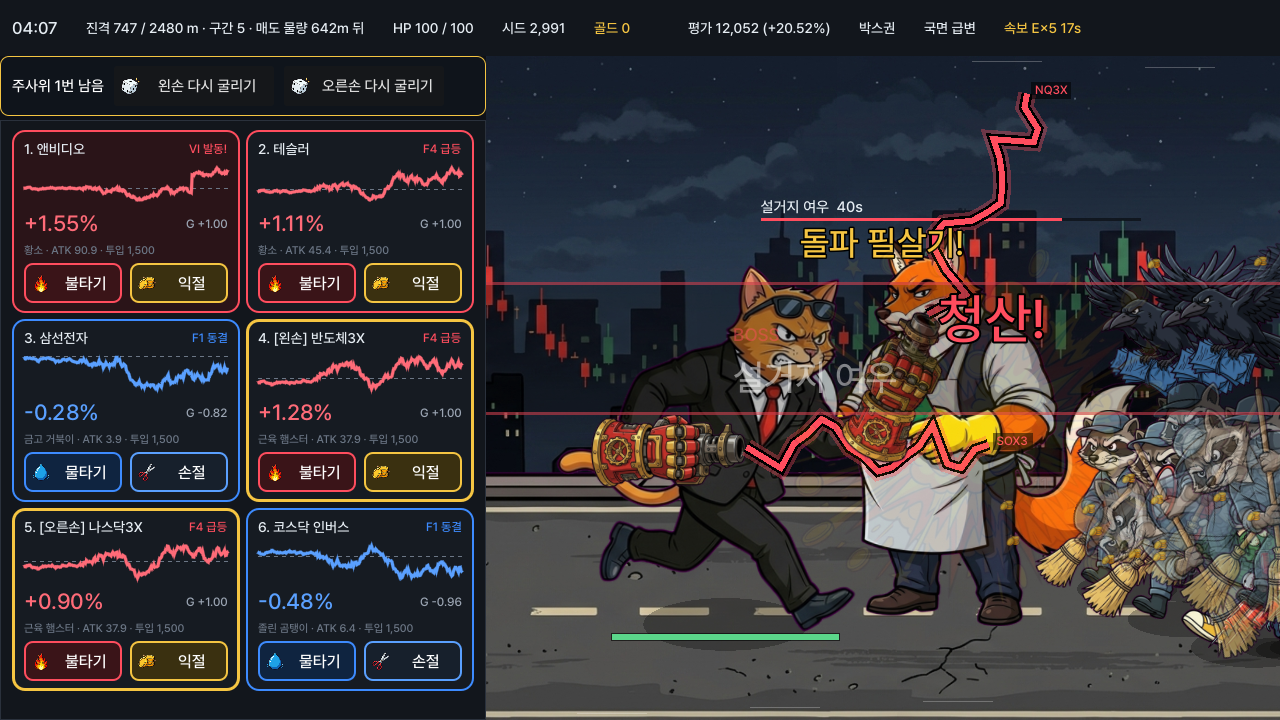 04:07 진격 747 / 2480 m · 구간 5 · 매도 물량 642m 뒤 HP 100 / 100 시드 2,991 골드 0 평가 12,052 (+20.52%) 박스권 국면 급변 속보 E×5 17s
주사위 1번 남음 왼손 다시 굴리기 오른손 다시 굴리기
1. 앤비디오 VI 발동!
+1.55% G +1.00
황소 · ATK 90.9 · 투입 1,500
불타기 익절
2. 테슬러 F4 급등
+1.11% G +1.00
황소 · ATK 45.4 · 투입 1,500
불타기 익절
3. 삼선전자 F1 동결
-0.28% G -0.82
금고 거북이 · ATK 3.9 · 투입 1,500
물타기 손절
4. [왼손] 반도체3X F4 급등
+1.28% G +1.00
근육 햄스터 · ATK 37.9 · 투입 1,500
불타기 익절
5. [오른손] 나스닥3X F4 급등
+0.90% G +1.00
근육 햄스터 · ATK 37.9 · 투입 1,500
불타기 익절
6. 코스닥 인버스 F1 동결
-0.48% G -0.96
졸린 곰탱이 · ATK 6.4 · 투입 1,500
물타기 손절
NQ3X
설거지 여우 40s
돌파 필살기!
청산!
BOSS
설거지 여우
SOX3